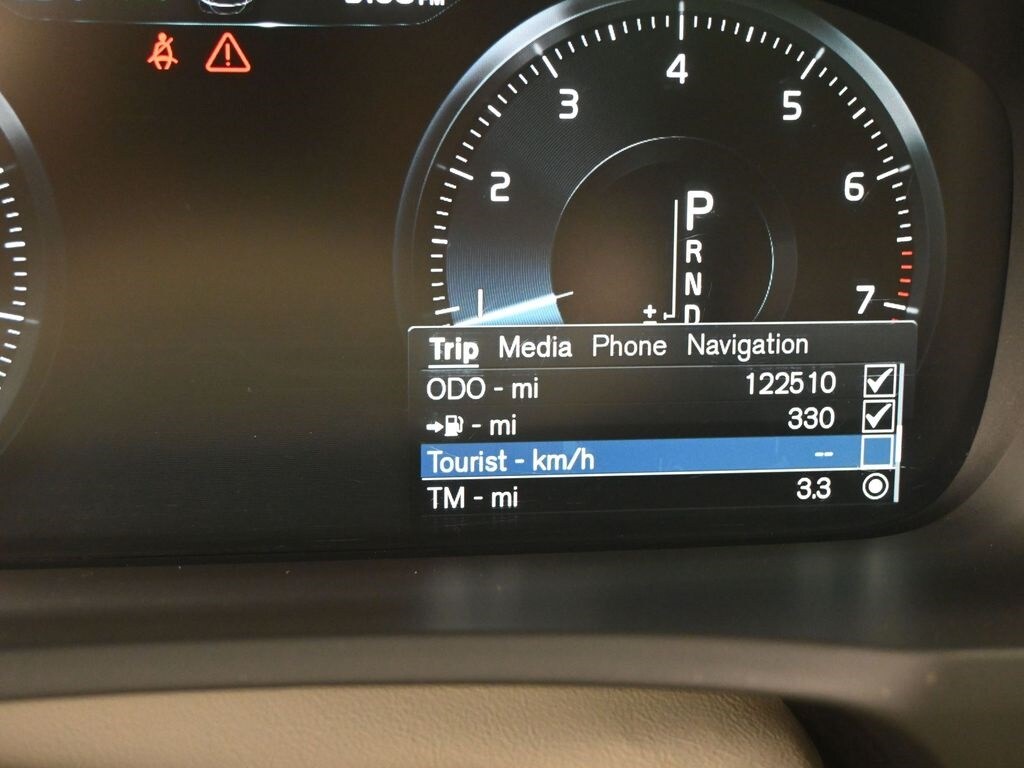 PM
4
3
5
2
6
7
P
R
N
D
+
−
Trip Media Phone Navigation
ODO - mi 122510
- mi 330
Tourist - km/h --
TM - mi 3.3